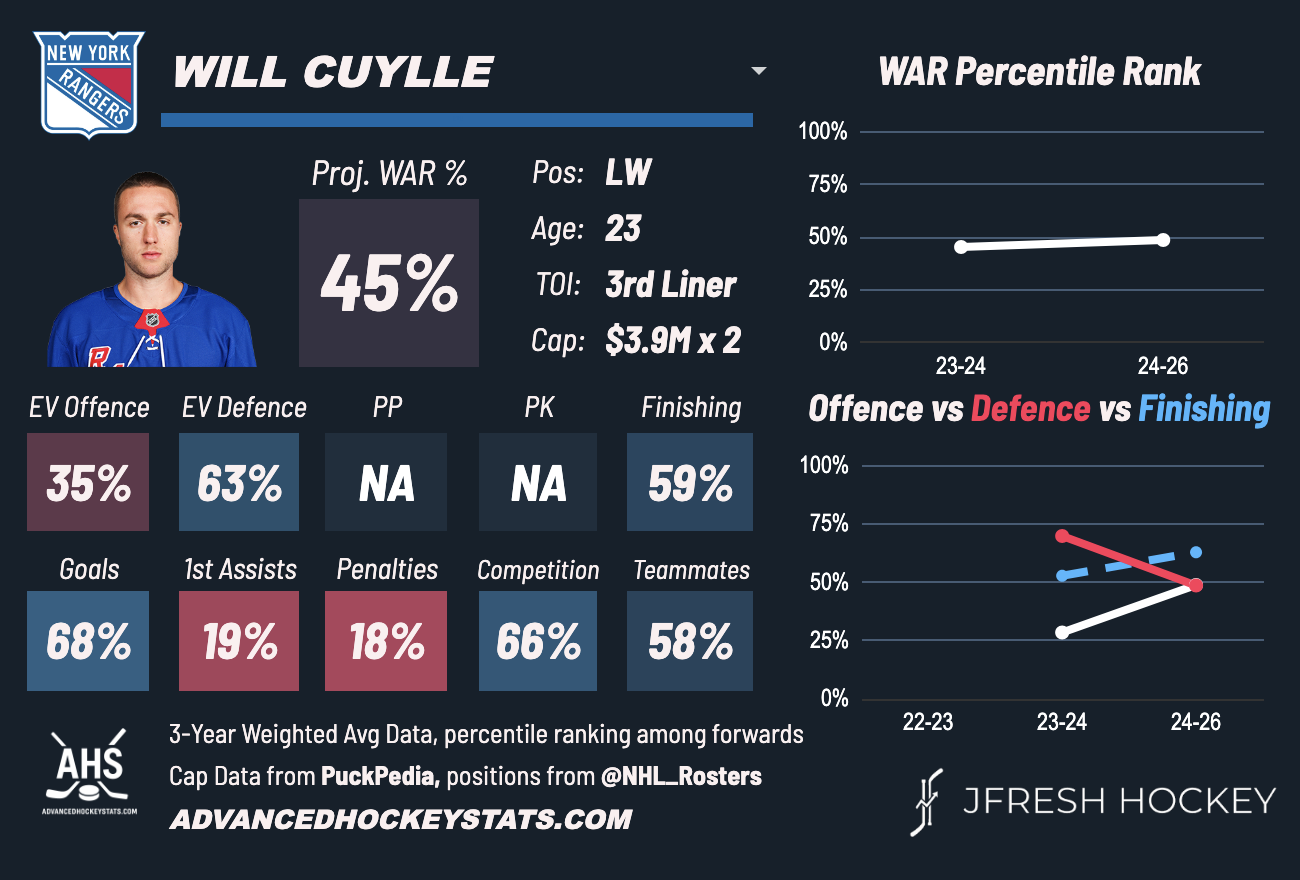 NEW YORK
RANGERS
WILL CUYLLE
WAR Percentile Rank
Proj. WAR %
45%
Pos: LW
Age: 23
TOI: 3rd Liner
Cap: $3.9M x 2
100%
75%
50%
25%
0%
23-24 24-26
EV Offence EV Defence PP PK Finishing
35% 63% NA NA 59%
Goals 1st Assists Penalties Competition Teammates
68% 19% 18% 66% 58%
Offence vs Defence vs Finishing
100%
75%
50%
25%
0%
22-23 23-24 24-26
AHS
ADVANCEDHOCKEYSTATS.COM
3-Year Weighted Avg Data, percentile ranking among forwards
Cap Data from PuckPedia, positions from @NHL_Rosters
ADVANCEDHOCKEYSTATS.COM
JFRESH HOCKEY